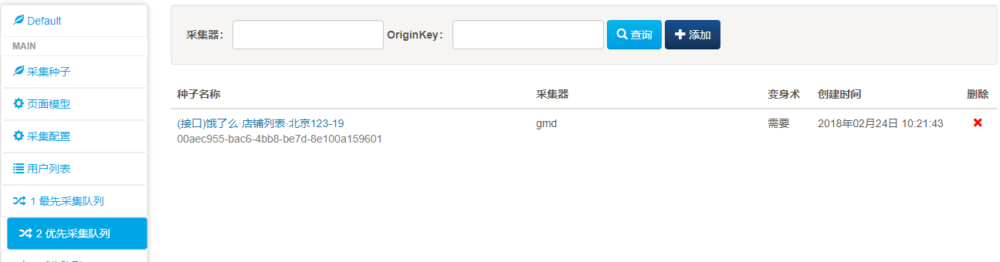 Default
MAIN
采集种子
页面模型
采集配置
用户列表
1 最先采集队列
2 优先采集队列
采集器： OriginKey： 查询 添加
种子名称 采集器 变身术 创建时间 删除
(接口)饿了么·店铺列表·北京123-19 gmd 需要 2018年02月24日 10:21:43
00aec955-bac6-4bb8-be7d-8e100a159601